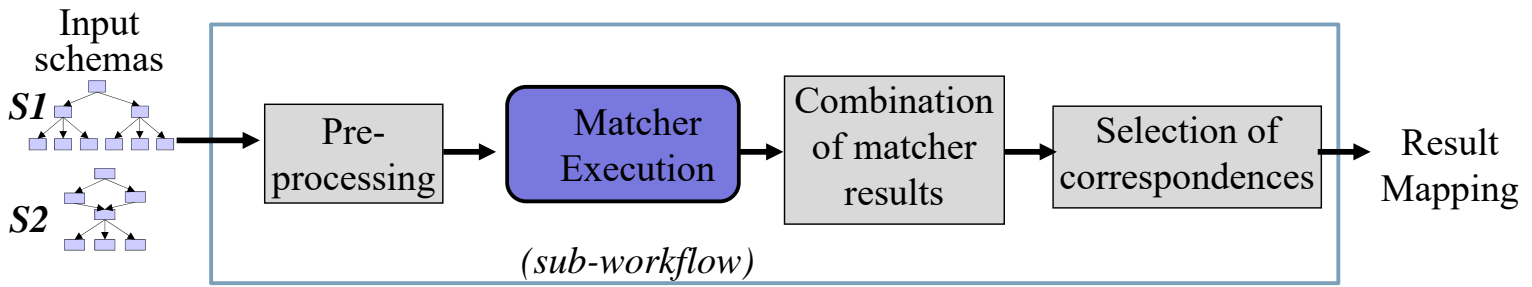 Input
schemas
S1
S2
Pre-
processing
Matcher
Execution
(sub-workflow)
Combination
of matcher
results
Selection of
correspondences
Result
Mapping